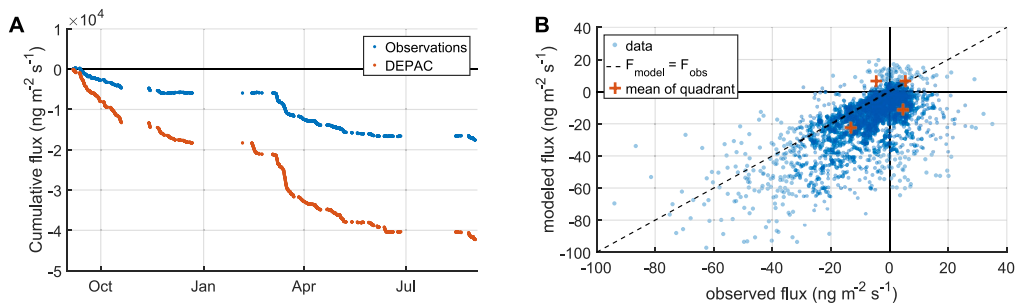 A
×10⁴
Cumulative flux (ng m⁻² s⁻¹)
1
0
-1
-2
-3
-4
-5
Oct
Jan
Apr
Jul
Observations
DEPAC
B
modeled flux (ng m⁻² s⁻¹)
40
20
0
-20
-40
-60
-80
-100
-100
-80
-60
-40
-20
0
20
40
observed flux (ng m⁻² s⁻¹)
data
F_model = F_obs
mean of quadrant